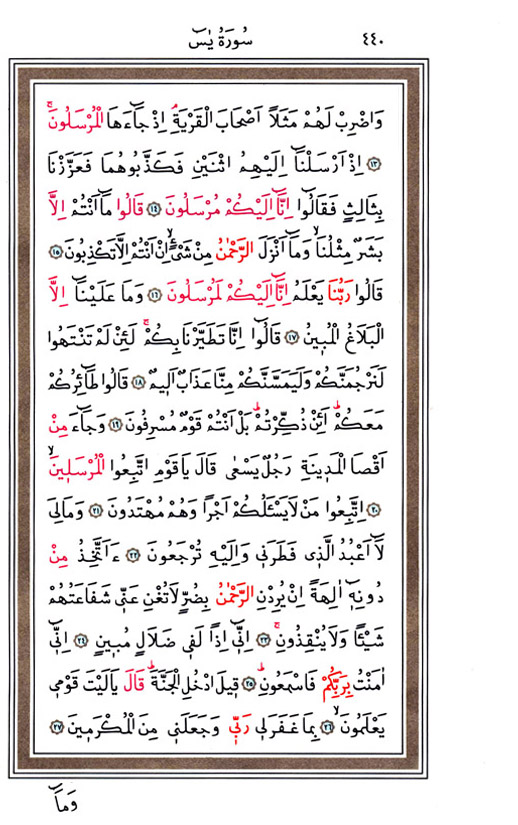 سُورَةُ يٰسٓ ٤٤٠
وَاضْرِبْ لَهُمْ مَثَلاً اَصْحَابَ الْقَرْيَةِۢ اِذْ جَٓاءَهَا الْمُرْسَلُونَۚ
﴿١٣﴾ اِذْ اَرْسَلْنَٓا اِلَيْهِمُ اثْنَيْنِ فَكَذَّبُوهُمَا فَعَزَّزْنَا
بِثَالِثٍ فَقَالُٓوا اِنَّٓا اِلَيْكُمْ مُرْسَلُونَ ﴿١٤﴾ قَالُوا مَٓا اَنْتُمْ اِلَّا
بَشَرٌ مِثْلُنَاۙ وَمَٓا اَنْزَلَ الرَّحْمٰنُ مِنْ شَيْءٍۙ اِنْ اَنْتُمْ اِلَّا تَكْذِبُونَ ﴿١٥﴾
قَالُوا رَبُّنَا يَعْلَمُ اِنَّٓا اِلَيْكُمْ لَمُرْسَلُونَ ﴿١٦﴾ وَمَا عَلَيْنَٓا اِلَّا
الْبَلَاغُ الْمُب۪ينُ ﴿١٧﴾ قَالُٓوا اِنَّا تَطَيَّرْنَا بِكُمْۚ لَئِنْ لَمْ تَنْتَهُوا
لَنَرْجُمَنَّكُمْ وَلَيَمَسَّنَّكُمْ مِنَّا عَذَابٌ اَل۪يمٌ ﴿١٨﴾ قَالُوا طَٓائِرُكُمْ
مَعَكُمْۜ اَئِنْ ذُكِّرْتُمْۜ بَلْ اَنْتُمْ قَوْمٌ مُسْرِفُونَ ﴿١٩﴾ وَجَٓاءَ مِنْ
اَقْصَا الْمَد۪ينَةِ رَجُلٌ يَسْعٰى قَالَ يَا قَوْمِ اتَّبِعُوا الْمُرْسَل۪ينَۙ
﴿٢٠﴾ اِتَّبِعُوا مَنْ لَا يَسْـَٔلُكُمْ اَجْرًا وَهُمْ مُهْتَدُونَ ﴿٢١﴾ وَمَا لِيَ
لَٓا اَعْبُدُ الَّذ۪ي فَطَرَن۪ي وَاِلَيْهِ تُرْجَعُونَ ﴿٢٢﴾ ءَاَتَّخِذُ مِنْ
دُونِه۪ٓ اٰلِهَةً اِنْ يُرِدْنِ الرَّحْمٰنُ بِضُرٍّ لَا تُغْنِ عَنّ۪ي شَفَاعَتُهُمْ
شَيْـًٔا وَلَا يُنْقِذُونِۚ ﴿٢٣﴾ اِنّ۪ٓي اِذًا لَف۪ي ضَلَالٍ مُب۪ينٍ ﴿٢٤﴾ اِنّ۪ٓي
اٰمَنْتُ بِرَبِّكُمْ فَاسْمَعُونِۜ ﴿٢٥﴾ ق۪يلَ ادْخُلِ الْجَنَّةَۜ قَالَ يَا لَيْتَ قَوْم۪ي
يَعْلَمُونَۙ ﴿٢٦﴾ بِمَا غَفَرَ ل۪ي رَبّ۪ي وَجَعَلَن۪ي مِنَ الْمُكْرَم۪ينَ ﴿٢٧﴾
وَمَٓا